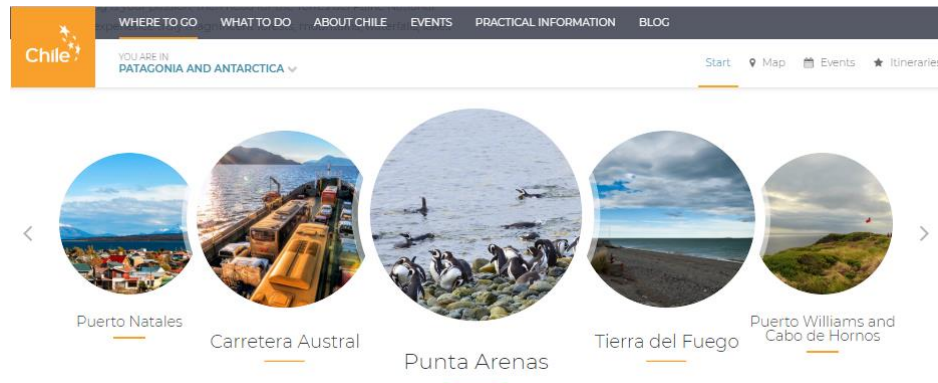 WHERE TO GO WHAT TO DO ABOUT CHILE EVENTS PRACTICAL INFORMATION BLOG
Chile
YOU ARE IN
PATAGONIA AND ANTARCTICA
Start Map Events Itineraries
Puerto Natales
Carretera Austral
Punta Arenas
Tierra del Fuego
Puerto Williams and
Cabo de Hornos